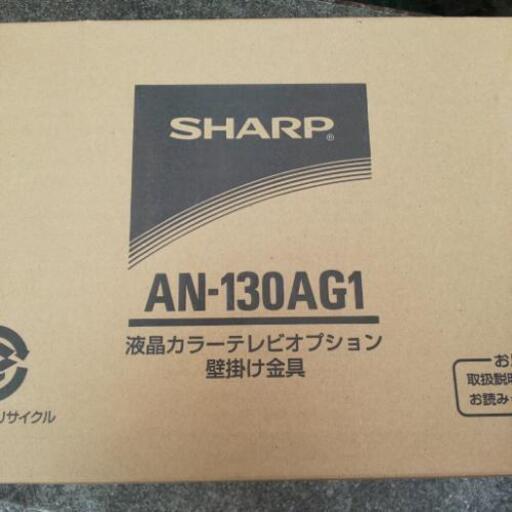 SHARP®
AN-130AG1
液晶カラーテレビオプション
壁掛け金具
リサイクル
お
取扱説明
お読み